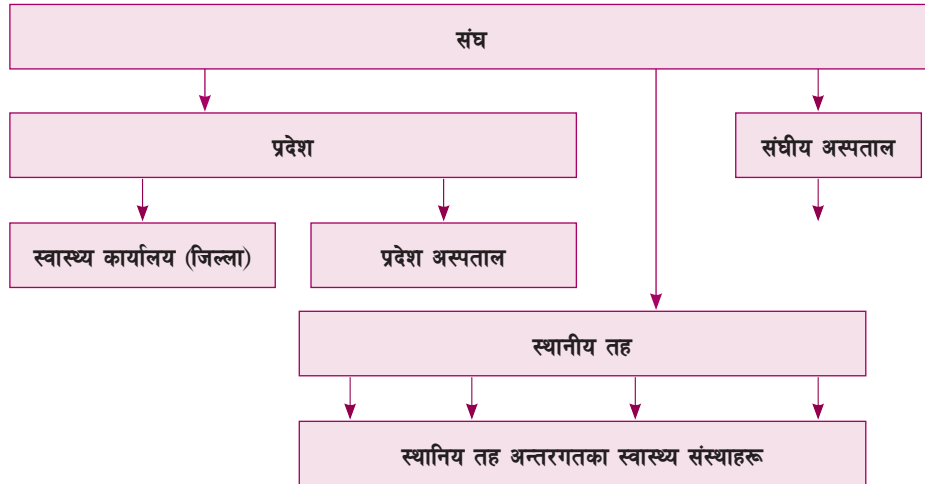 संघ
प्रदेश
संघीय अस्पताल
स्वास्थ्य कार्यालय (जिल्ला)
प्रदेश अस्पताल
स्थानीय तह
स्थानिय तह अन्तरगतका स्वास्थ्य संस्थाहरू